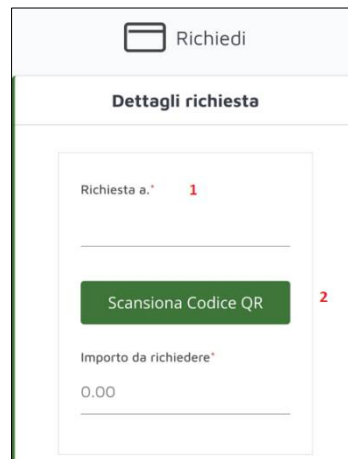 Richiedi
Dettagli richiesta
Richiesta a.* 1
Scansiona Codice QR 2
Importo da richiedere*
0.00